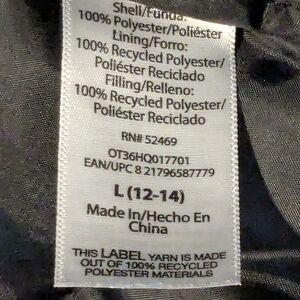 Shell/Funda:
100% Polyester/Poliéster
Lining/Forro:
100% Recycled Polyester/
Poliéster Reciclado
Filling/Relleno:
100% Recycled Polyester/
Poliéster Reciclado
RN# 52469
OT36HQ017701
EAN/UPC 8 21796587779
L (12-14)
Made In/Hecho En
China
THIS LABEL YARN IS MADE
OUT OF 100% RECYCLED
POLYESTER MATERIALS